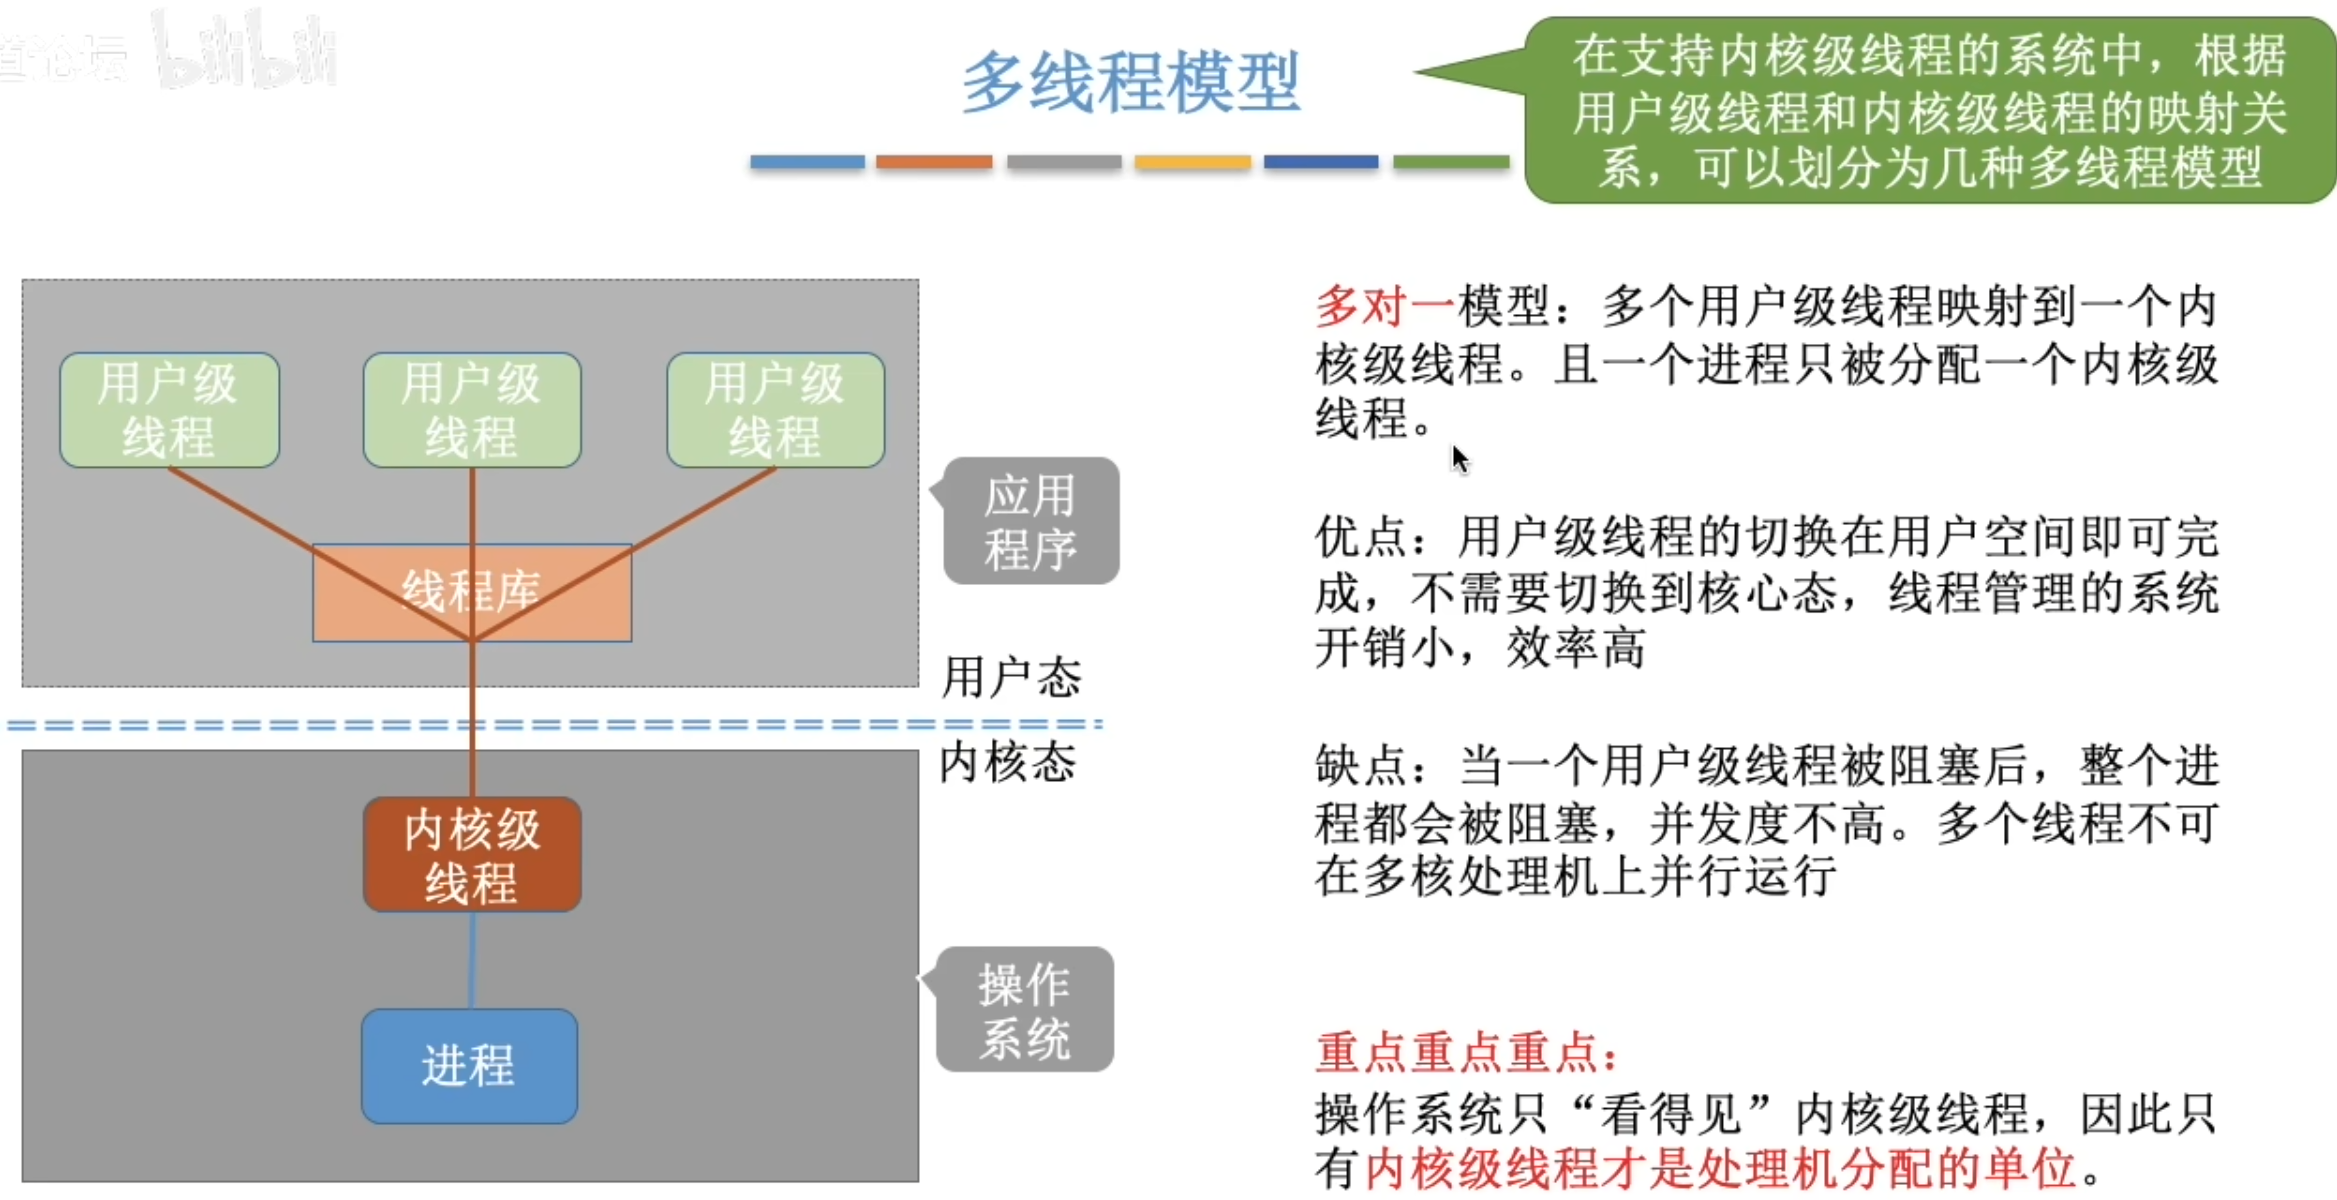 道论坛 bilibili
多线程模型
在支持内核级线程的系统中，根据
用户级线程和内核级线程的映射关
系，可以划分为几种多线程模型
用户级
线程
用户级
线程
用户级
线程
线程库
应用
程序
用户态
内核态
内核级
线程
进程
操作
系统
多对一模型：多个用户级线程映射到一个内
核级线程。且一个进程只被分配一个内核级
线程。
优点：用户级线程的切换在用户空间即可完
成，不需要切换到核心态，线程管理的系统
开销小，效率高
缺点：当一个用户级线程被阻塞后，整个进
程都会被阻塞，并发度不高。多个线程不可
在多核处理机上并行运行
重点重点重点：
操作系统只“看得见”内核级线程，因此只
有内核级线程才是处理机分配的单位。